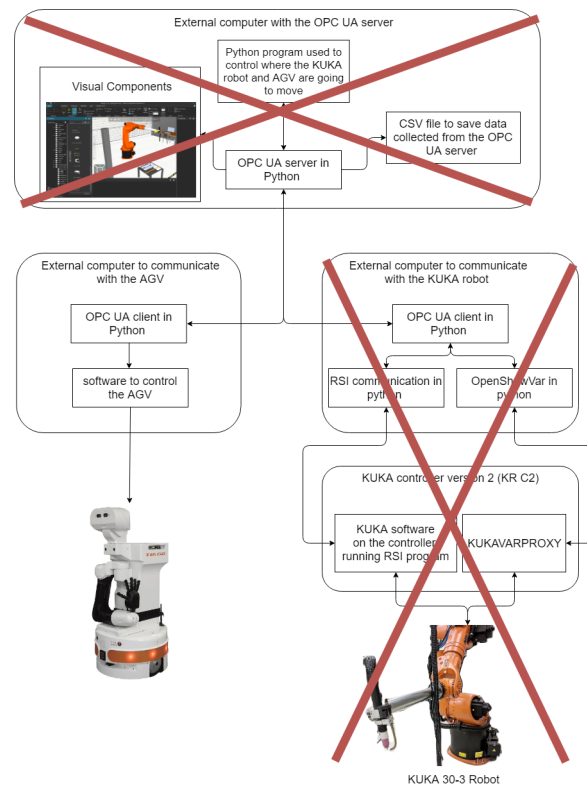 External computer with the OPC UA server
Python program used to
control where the KUKA
robot and AGV are going
to move
Visual Components
CSV file to save data
collected from the OPC
UA server
OPC UA server in
Python
External computer to communicate
with the AGV
External computer to communicate
with the KUKA robot
OPC UA client in
Python
OPC UA client in
Python
software to control
the AGV
RSI communication in
python
OpenShowVar in
python
KUKA controller version 2 (KR C2)
KUKA software
on the controller
running RSI program
KUKAVARPROXY
KUKA 30-3 Robot